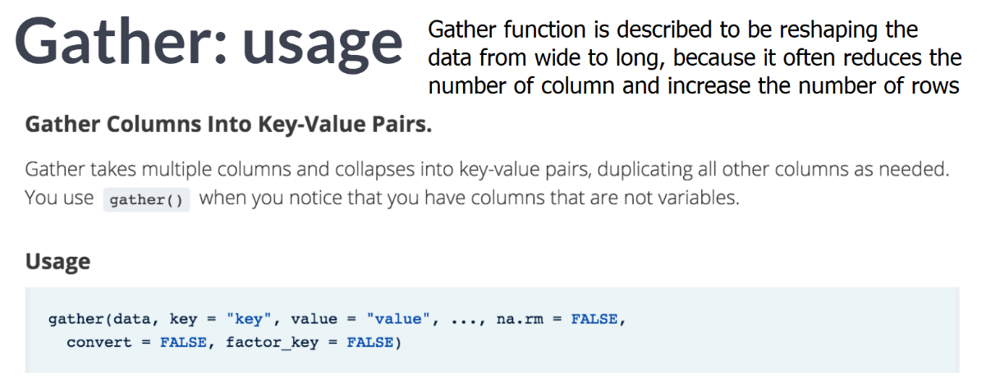 Gather: usage
Gather function is described to be reshaping the
data from wide to long, because it often reduces the
number of column and increase the number of rows
Gather Columns Into Key-Value Pairs.
Gather takes multiple columns and collapses into key-value pairs, duplicating all other columns as needed.
You use gather() when you notice that you have columns that are not variables.
Usage
gather(data, key = "key", value = "value", ..., na.rm = FALSE,
convert = FALSE, factor_key = FALSE)